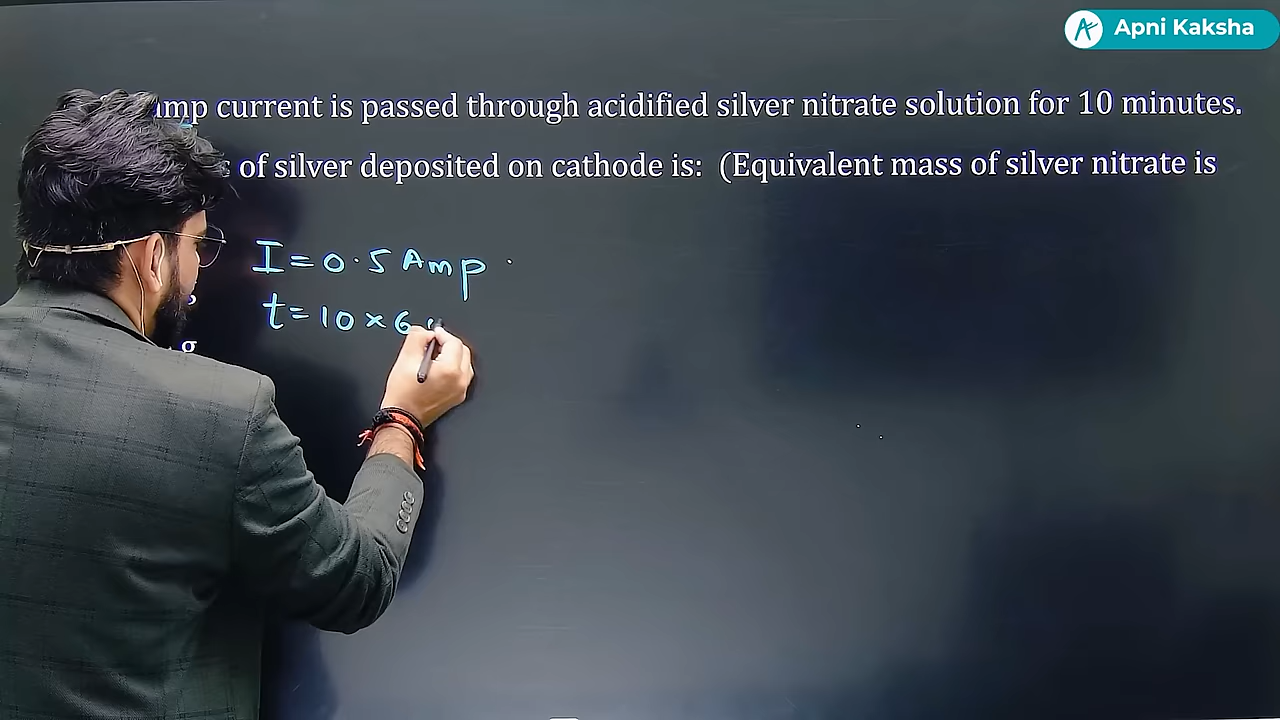 Apni Kaksha
amp current is passed through acidified silver nitrate solution for 10 minutes.
of silver deposited on cathode is: (Equivalent mass of silver nitrate is
I = 0.5 Amp
t = 10 × 6
g